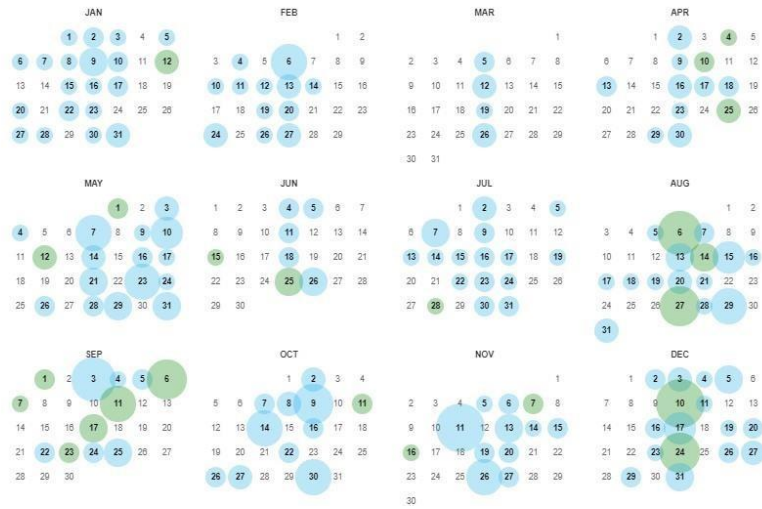 JAN
1 2 3 4 5
6 7 8 9 10 11 12
13 14 15 16 17 18 19
20 21 22 23 24 25 26
27 28 29 30 31
FEB
1 2
3 4 5 6 7 8 9
10 11 12 13 14 15 16
17 18 19 20 21 22 23
24 25 26 27 28 29
MAR
1
2 3 4 5 6 7 8
9 10 11 12 13 14 15
16 17 18 19 20 21 22
23 24 25 26 27 28 29
30 31
APR
1 2 3 4 5
6 7 8 9 10 11 12
13 14 15 16 17 18 19
20 21 22 23 24 25 26
27 28 29 30
MAY
1 2 3
4 5 6 7 8 9 10
11 12 13 14 15 16 17
18 19 20 21 22 23 24
25 26 27 28 29 30 31
JUN
1 2 3 4 5 6 7
8 9 10 11 12 13 14
15 16 17 18 19 20 21
22 23 24 25 26 27 28
29 30
JUL
1 2 3 4 5
6 7 8 9 10 11 12
13 14 15 16 17 18 19
20 21 22 23 24 25 26
27 28 29 30 31
AUG
1 2
3 4 5 6 7 8 9
10 11 12 13 14 15 16
17 18 19 20 21 22 23
24 25 26 27 28 29 30
31
SEP
1 2 3 4 5 6
7 8 9 10 11 12 13
14 15 16 17 18 19 20
21 22 23 24 25 26 27
28 29 30
OCT
1 2 3 4
5 6 7 8 9 10 11
12 13 14 15 16 17 18
19 20 21 22 23 24 25
26 27 28 29 30 31
NOV
1
2 3 4 5 6 7 8
9 10 11 12 13 14 15
16 17 18 19 20 21 22
23 24 25 26 27 28 29
30
DEC
1 2 3 4 5 6
7 8 9 10 11 12 13
14 15 16 17 18 19 20
21 22 23 24 25 26 27
28 29 30 31